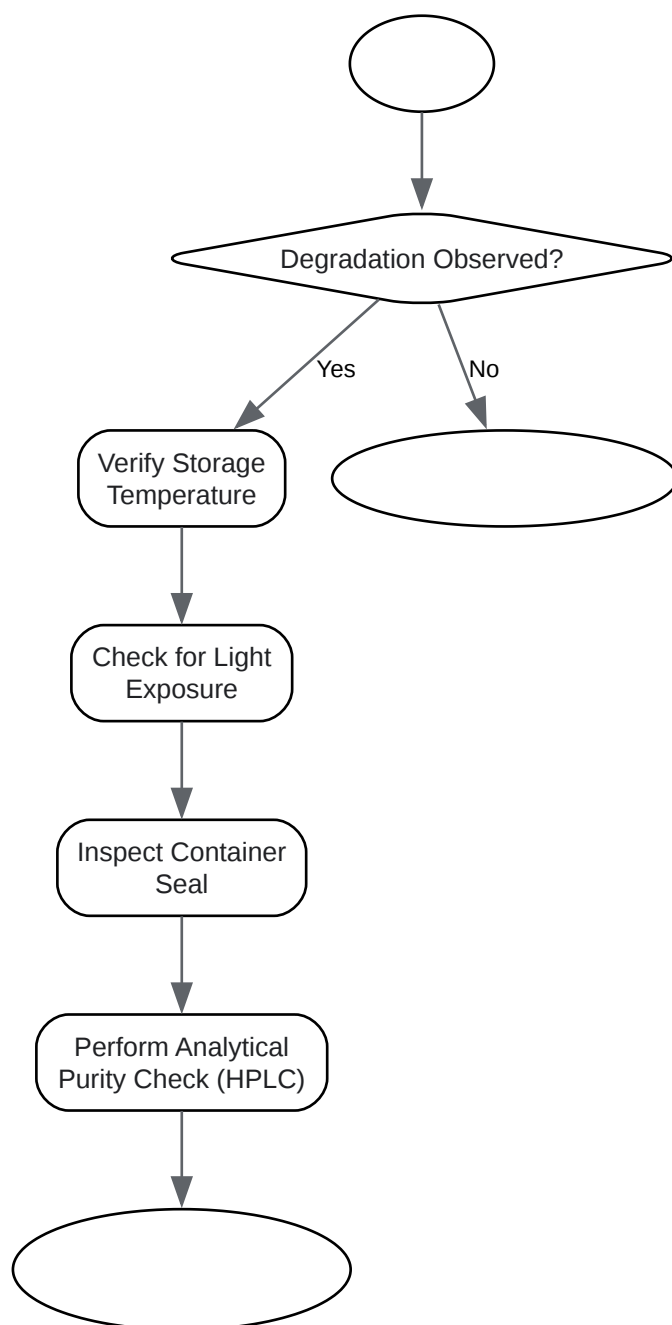 Degradation Observed?
Yes
No
Verify Storage
Temperature
Check for Light
Exposure
Inspect Container
Seal
Perform Analytical
Purity Check (HPLC)